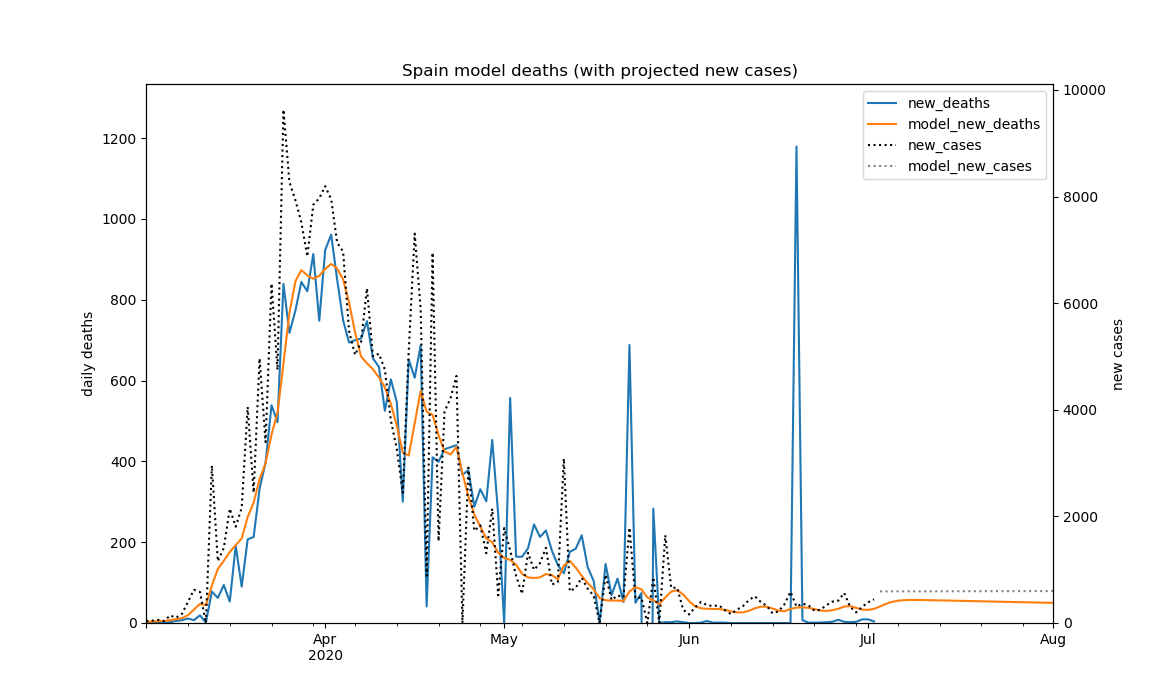 Spain model deaths (with projected new cases)
new_deaths
model_new_deaths
new_cases
model_new_cases
daily deaths
1200
1000
800
600
400
200
0
10000
8000
6000
4000
2000
0
new cases
Apr
2020
May
Jun
Jul
Aug